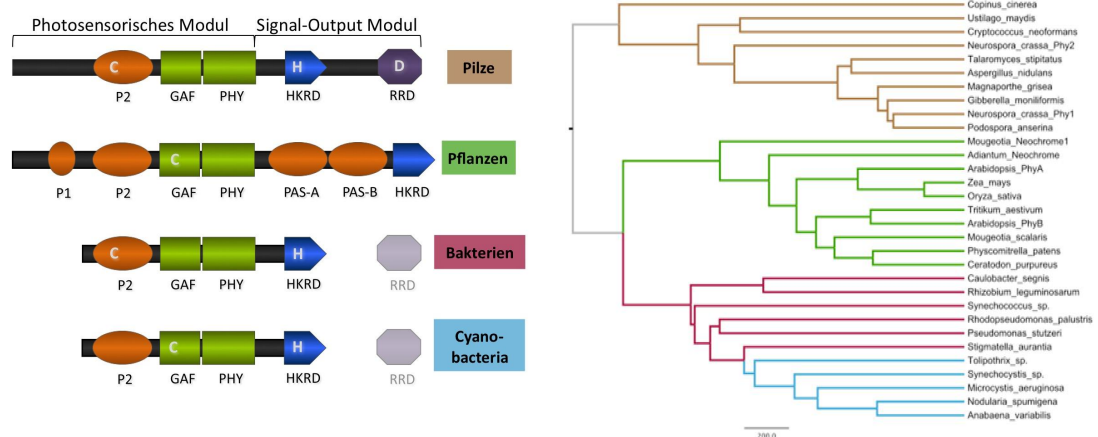 Photosensorisches Modul
Signal-Output Modul
C
H
D
P2
GAF
PHY
HKRD
RRD
Pilze
C
P1
P2
GAF
PHY
PAS-A
PAS-B
HKRD
Pflanzen
C
H
P2
GAF
PHY
HKRD
RRD
Bakterien
C
H
P2
GAF
PHY
HKRD
RRD
Cyano-
bacteria
Copinus_cinerea
Ustilago_maydis
Cryptococcus_neoformans
Neurospora_crassa_Phy2
Talaromyces_stipitatus
Aspergillus_nidulans
Magnaporthe_grisea
Gibberella_moniliformis
Neurospora_crassa_Phy1
Podospora_anserina
Mougeotia_Neochrome1
Adiantum_Neochrome
Arabidopsis_PhyA
Zea_mays
Oryza_sativa
Tritikum_aestivum
Arabidopsis_PhyB
Mougeotia_scalaris
Physcomitrella_patens
Ceratodon_purpureus
Caulobacter_segnis
Rhizobium_leguminosarum
Synechococcus_sp.
Rhodopseudomonas_palustris
Pseudomonas_stutzeri
Stigmatella_aurantia
Tolipothrix_sp.
Synechocystis_sp.
Microcystis_aeruginosa
Nodularia_spumigena
Anabaena_variabilis
200.0